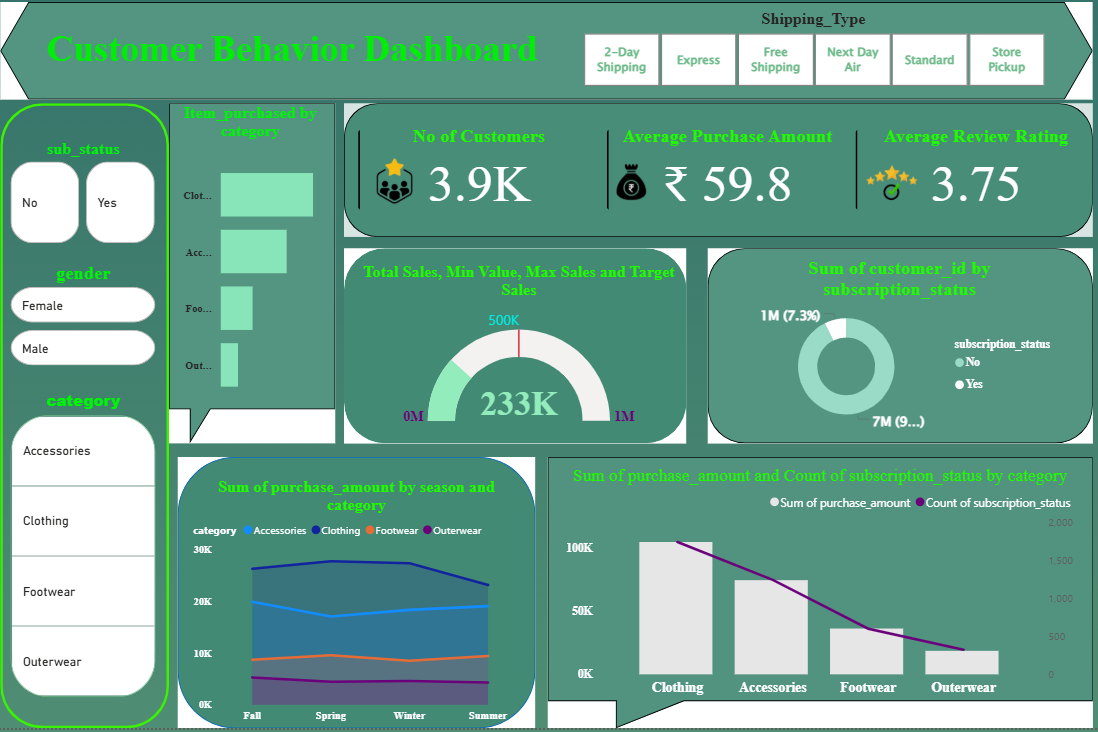 Customer Behavior Dashboard
Shipping_Type
2-Day
Shipping
Express
Free
Shipping
Next Day
Air
Standard
Store
Pickup
sub_status
No
Yes
gender
Female
Male
category
Accessories
Clothing
Footwear
Outerwear
Item_purchased by
category
Clot...
Acc...
Foo...
Out...
No of Customers
3.9K
Average Purchase Amount
₹ 59.8
Average Review Rating
3.75
Total Sales, Min Value, Max Sales and Target
Sales
500K
0M
233K
1M
Sum of customer_id by
subscription_status
1M (7.3%)
7M (9...)
subscription_status
No
Yes
Sum of purchase_amount by season and
category
category Accessories Clothing Footwear Outerwear
30K
20K
10K
0K
Fall Spring Winter Summer
Sum of purchase_amount and Count of subscription_status by category
Sum of purchase_amount Count of subscription_status
100K
50K
0K
2,000
1,500
1,000
500
0
Clothing Accessories Footwear Outerwear